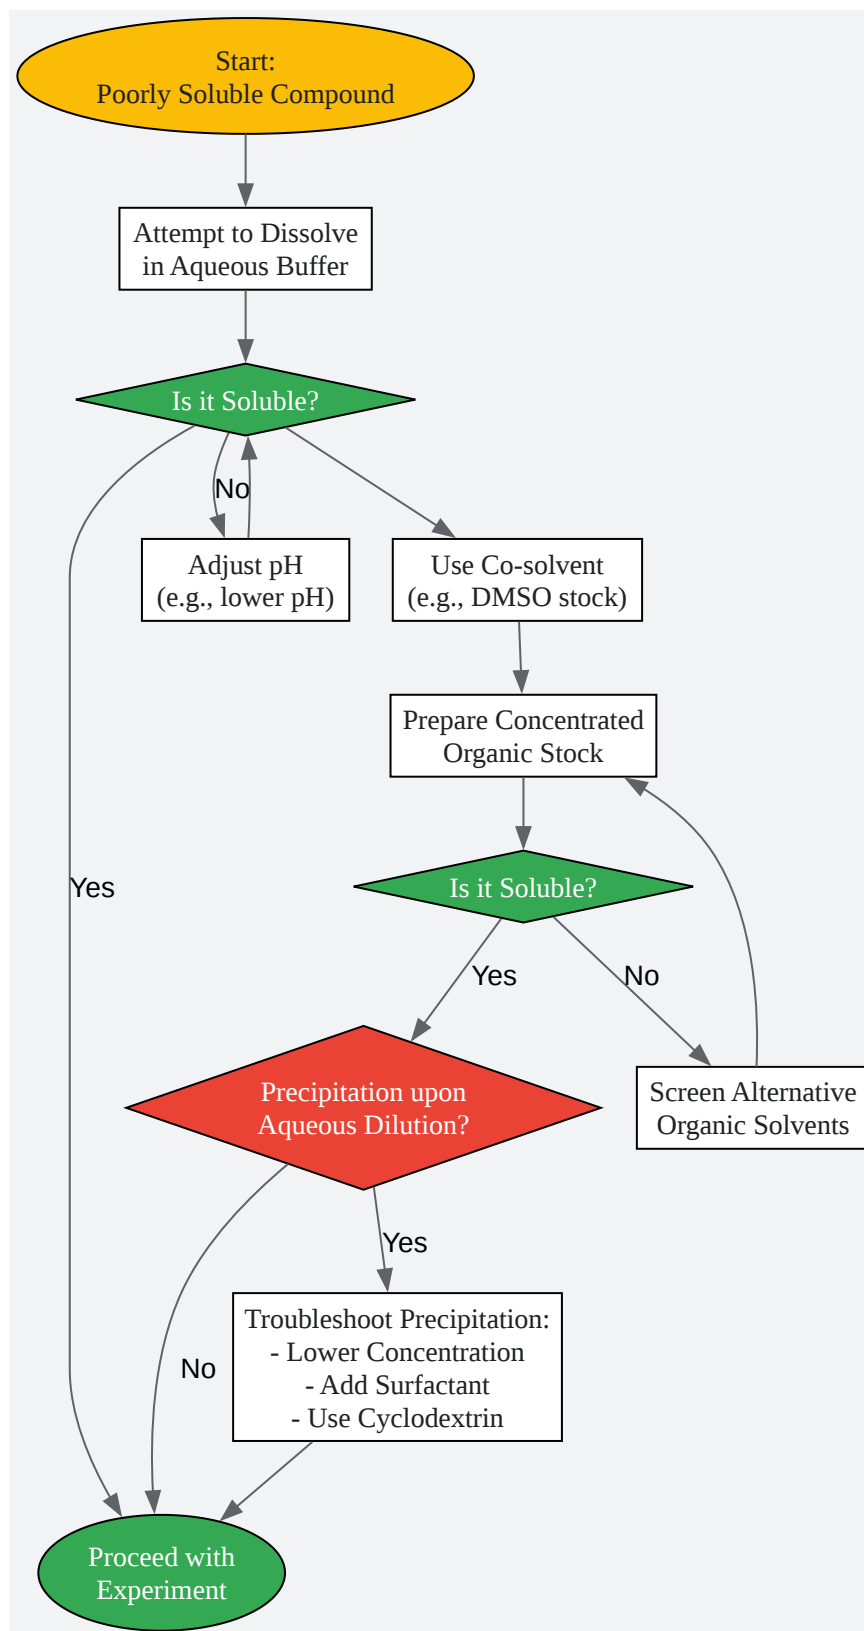 Start:
Poorly Soluble Compound
Attempt to Dissolve
in Aqueous Buffer
Is it Soluble?
No
Adjust pH
(e.g., lower pH)
Use Co-solvent
(e.g., DMSO stock)
Prepare Concentrated
Organic Stock
Yes
Is it Soluble?
Yes
No
Precipitation upon
Aqueous Dilution?
Screen Alternative
Organic Solvents
Yes
No
Troubleshoot Precipitation:
- Lower Concentration
- Add Surfactant
- Use Cyclodextrin
Proceed with
Experiment